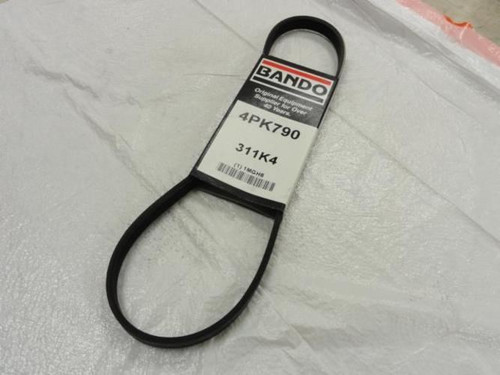 BANDO
Original Equipment
Supplier for Over
40 Years.
4PK790
311K4